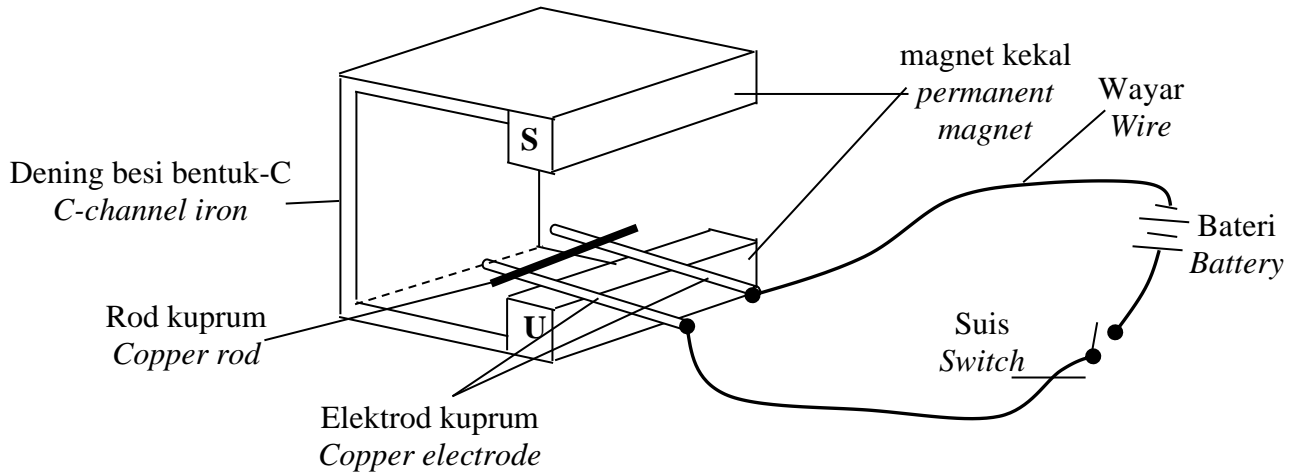 magnet kekal
permanent
magnet
Wayar
Wire
S
Dening besi bentuk-C
C-channel iron
Bateri
Battery
Rod kuprum
Copper rod
U
Suis
Switch
Elektrod kuprum
Copper electrode